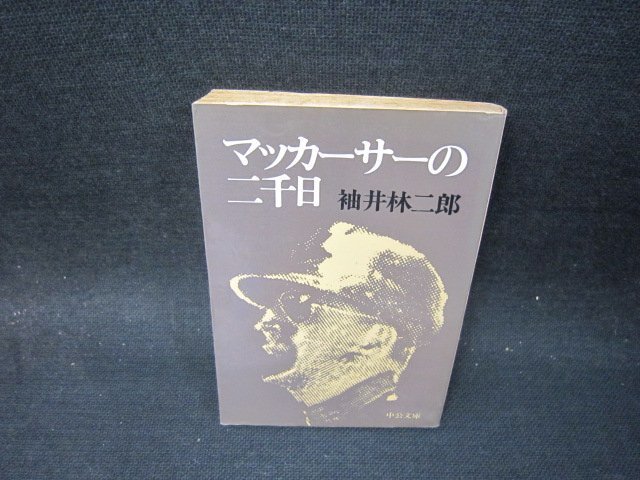 マッカーサーの
二千日 袖井林二郎
中公文庫